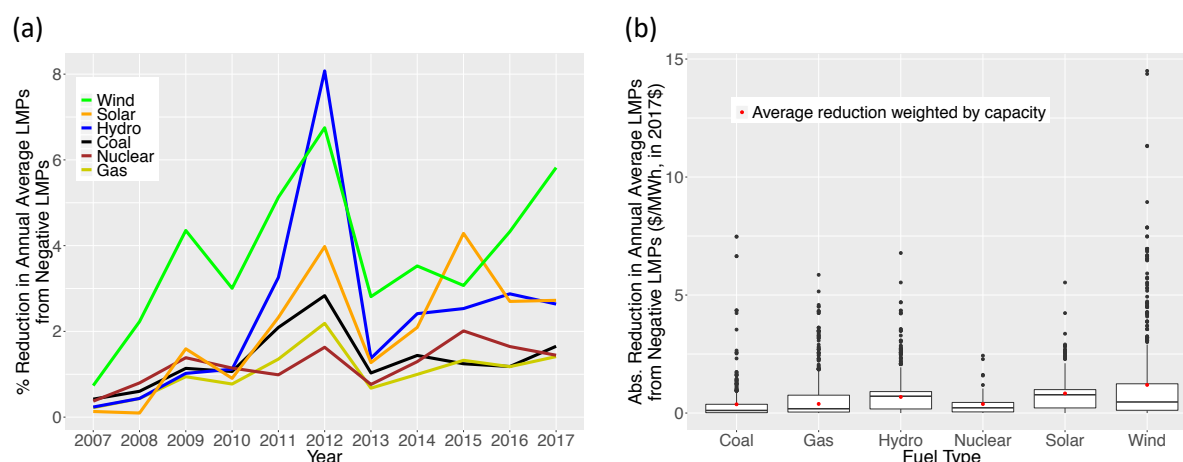 (a)
% Reduction in Annual Average LMPs
from Negative LMPs
8
6
4
2
0
Wind
Solar
Hydro
Coal
Nuclear
Gas
2007 2008 2009 2010 2011 2012 2013 2014 2015 2016 2017
Year
(b)
Abs. Reduction in Annual Average LMPs
from Negative LMPs ($/MWh, in 2017$)
15
10
5
0
Average reduction weighted by capacity
Coal Gas Hydro Nuclear Solar Wind
Fuel Type